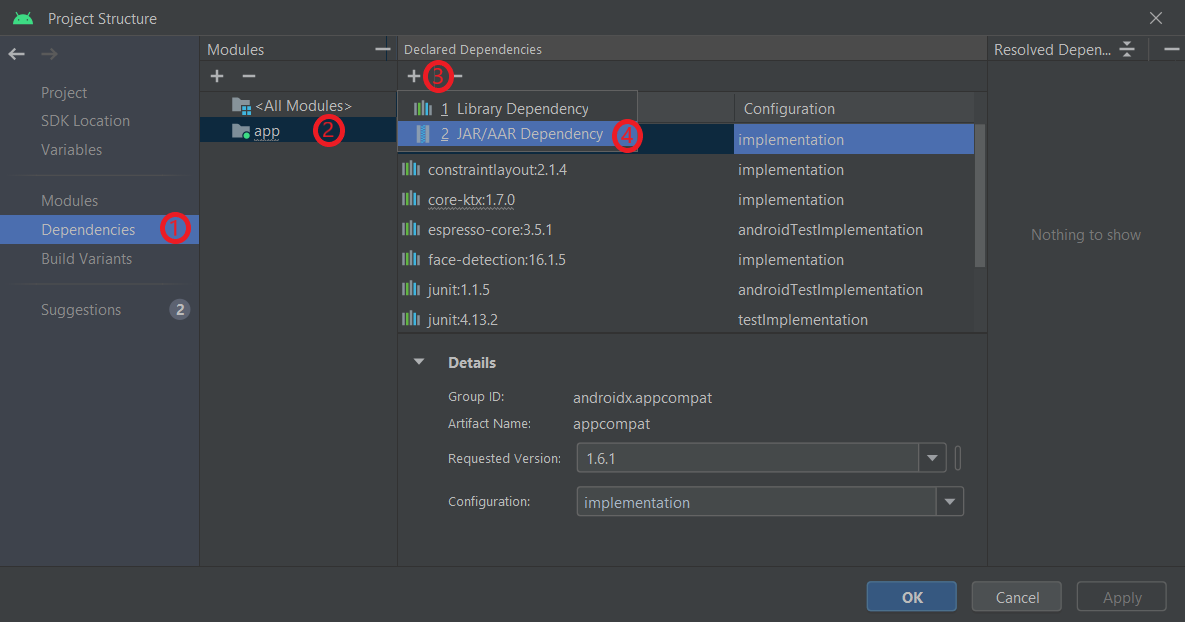 Project Structure
Project
SDK Location
Variables
Modules
Dependencies 1
Build Variants
Suggestions 2
Modules
<All Modules>
app 2
Declared Dependencies
3
1 Library Dependency
2 JAR/AAR Dependency 4
Configuration
implementation
constraintlayout:2.1.4 implementation
core-ktx:1.7.0 implementation
espresso-core:3.5.1 androidTestImplementation
face-detection:16.1.5 implementation
junit:1.1.5 androidTestImplementation
junit:4.13.2 testImplementation
Details
Group ID: androidx.appcompat
Artifact Name: appcompat
Requested Version: 1.6.1
Configuration: implementation
Resolved Depen...
Nothing to show
OK Cancel Apply